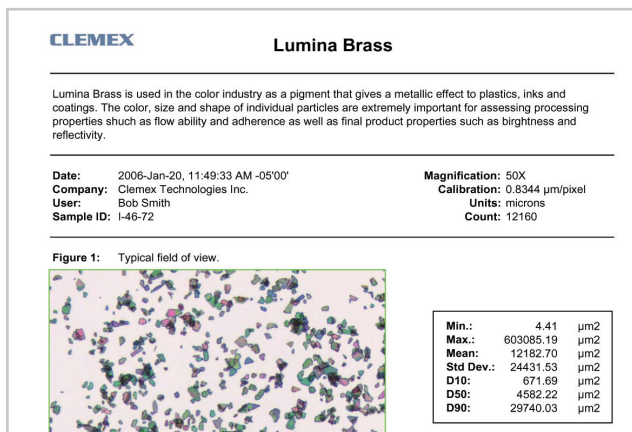 CLEMEX
Lumina Brass
Lumina Brass is used in the color industry as a pigment that gives a metallic effect to plastics, inks and
coatings. The color, size and shape of individual particles are extremely important for assessing processing
properties shuch as flow ability and adherence as well as final product properties such as birghtness and
reflectivity.
Date: 2006-Jan-20, 11:49:33 AM -05'00'
Company: Clemex Technologies Inc.
User: Bob Smith
Sample ID: I-46-72
Magnification: 50X
Calibration: 0.8344 µm/pixel
Units: microns
Count: 12160
Figure 1: Typical field of view.
Min.: 4.41 µm2
Max.: 603085.19 µm2
Mean: 12182.70 µm2
Std Dev.: 24431.53 µm2
D10: 671.69 µm2
D50: 4582.22 µm2
D90: 29740.03 µm2